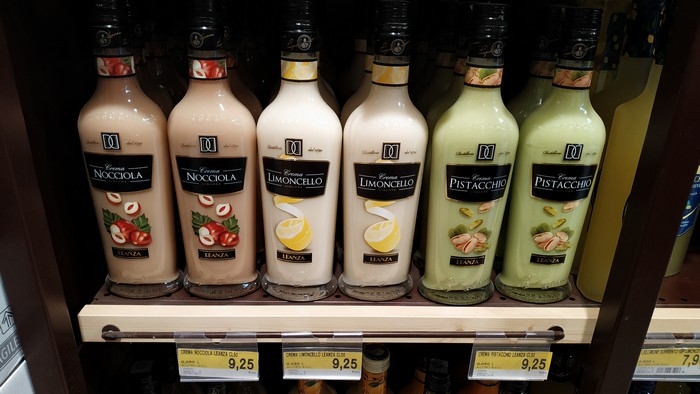 Crema
NOCCIOLA
LEANZA
Crema
NOCCIOLA
LEANZA
Crema
LIMONCELLO
LEANZA
Crema
LIMONCELLO
LEANZA
Crema
PISTACCHIO
LEANZA
Crema
PISTACCHIO
LEANZA
CREMA NOCCIOLA LEANZA CL50
9,25
CREMA LIMONCELLO LEANZA CL50
9,25
CREMA PISTACCHIO LEANZA CL50
9,25
7,9
AGILE